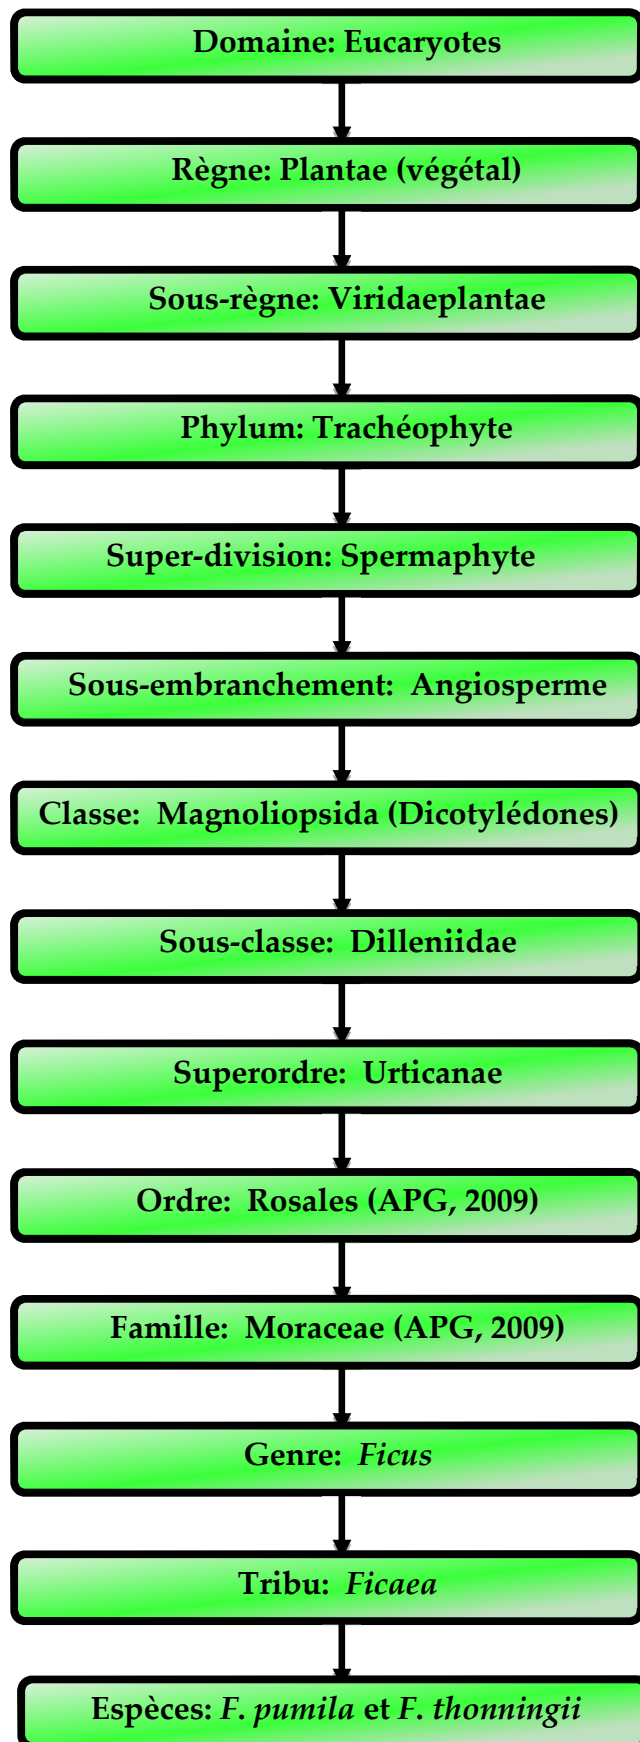 Domaine: Eucaryotes
Règne: Plantae (végétal)
Sous-règne: Viridaeplantae
Phylum: Trachéophyte
Super-division: Spermaphyte
Sous-embranchement: Angiosperme
Classe: Magnoliopsida (Dicotylédones)
Sous-classe: Dilleniidae
Superordre: Urticanae
Ordre: Rosales (APG, 2009)
Famille: Moraceae (APG, 2009)
Genre: Ficus
Tribu: Ficaea
Espèces: F. pumila et F. thonningii